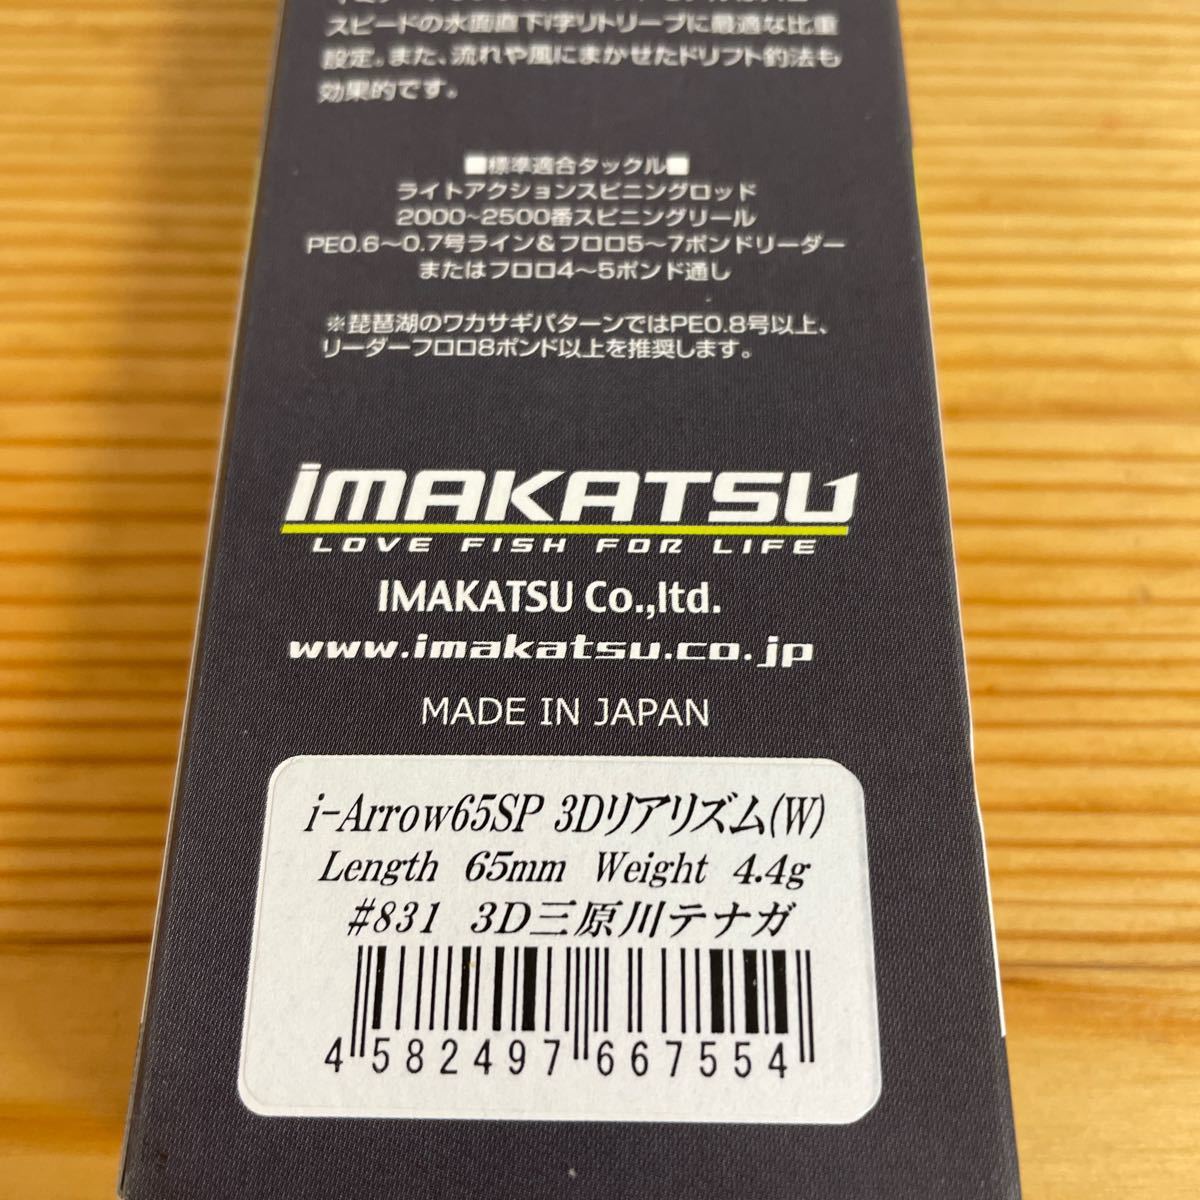 スピードの水面直下i字リトリーブに最適な比重
設定。また、流れや風にまかせたドリフト釣法も
効果的です。
■標準適合タックル■
ライトアクションスピニングロッド
2000〜2500番スピニングリール
PE0.6〜0.7号ライン&フロロ5〜7ポンドリーダー
またはフロロ4〜5ポンド通し
※琵琶湖のワカサギパターンではPE0.8号以上、
リーダーフロロ8ポンド以上を推奨します。
imakatsu
LOVE FISH FOR LIFE
IMAKATSU Co.,ltd.
www.imakatsu.co.jp
MADE IN JAPAN
i-Arrow65SP 3Dリアリズム(W)
Length 65mm Weight 4.4g
#831 3D三原川テナガ
4 582497 667554